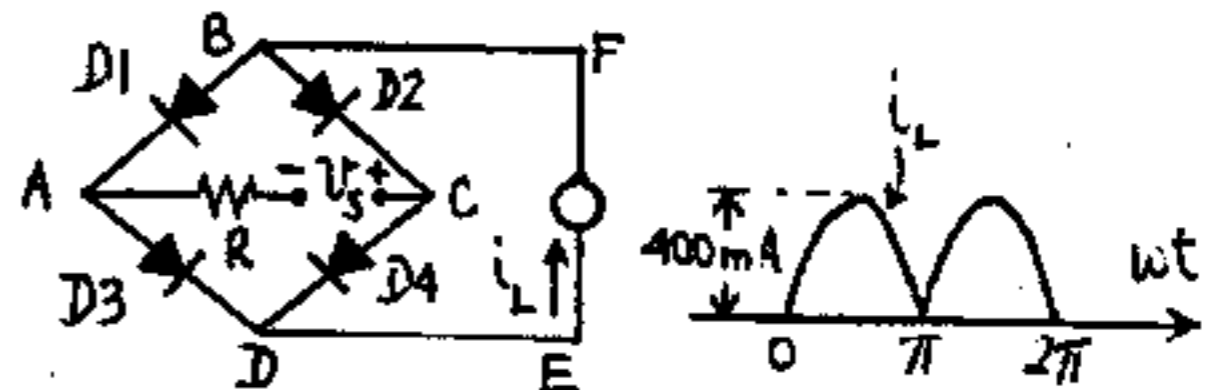 B
F
D1
D2
A
- v_s +
C
R
i_L
D3
D4
D
E
i_L
400mA
ωt
0
π
2π